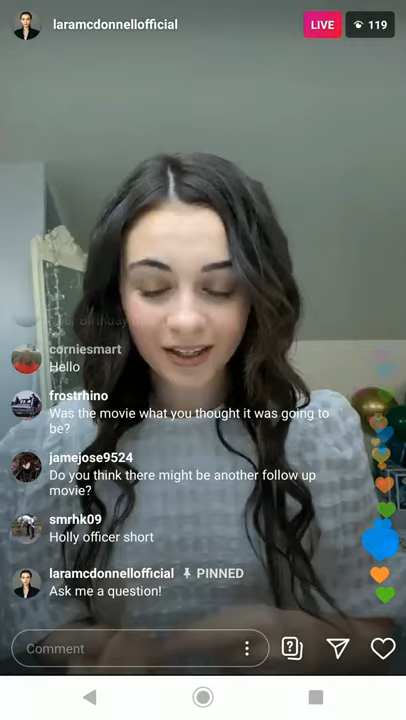 laramcdonnellofficial
LIVE
119
birthday
corniesmart
Hello
frostrhino
Was the movie what you thought it was going to
be?
jamejose9524
Do you think there might be another follow up
movie?
smrhk09
Holly officer short
laramcdonnellofficial PINNED
Ask me a question!
Comment